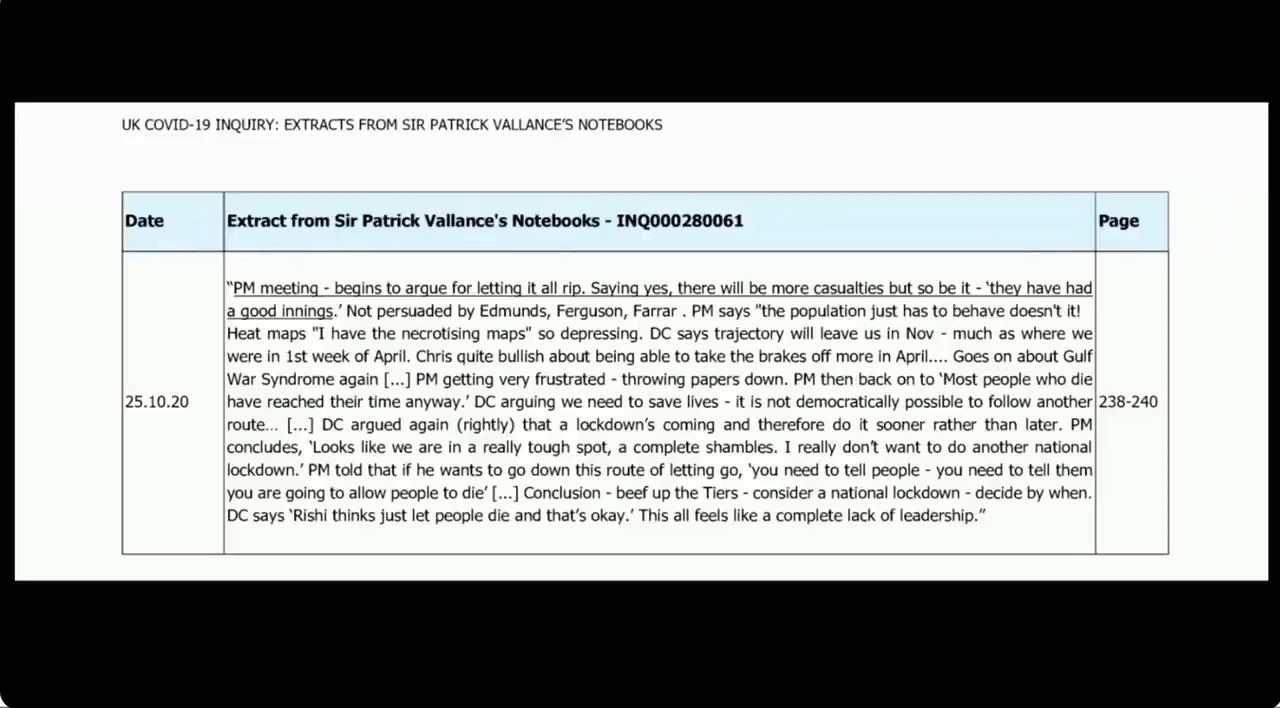 UK COVID-19 INQUIRY: EXTRACTS FROM SIR PATRICK VALLANCE'S NOTEBOOKS
Date
Extract from Sir Patrick Vallance's Notebooks - INQ000280061
Page
25.10.20
"PM meeting - begins to argue for letting it all rip. Saying yes, there will be more casualties but so be it - 'they have had
a good innings.' Not persuaded by Edmunds, Ferguson, Farrar . PM says "the population just has to behave doesn't it!
Heat maps "I have the necrotising maps" so depressing. DC says trajectory will leave us in Nov - much as where we
were in 1st week of April. Chris quite bullish about being able to take the brakes off more in April.... Goes on about Gulf
War Syndrome again [...] PM getting very frustrated - throwing papers down. PM then back on to 'Most people who die
have reached their time anyway.' DC arguing we need to save lives - it is not democratically possible to follow another
route... [...] DC argued again (rightly) that a lockdown's coming and therefore do it sooner rather than later. PM
concludes, 'Looks like we are in a really tough spot, a complete shambles. I really don't want to do another national
lockdown.' PM told that if he wants to go down this route of letting go, 'you need to tell people - you need to tell them
you are going to allow people to die' [...] Conclusion - beef up the Tiers - consider a national lockdown - decide by when.
DC says 'Rishi thinks just let people die and that's okay.' This all feels like a complete lack of leadership."
238-240